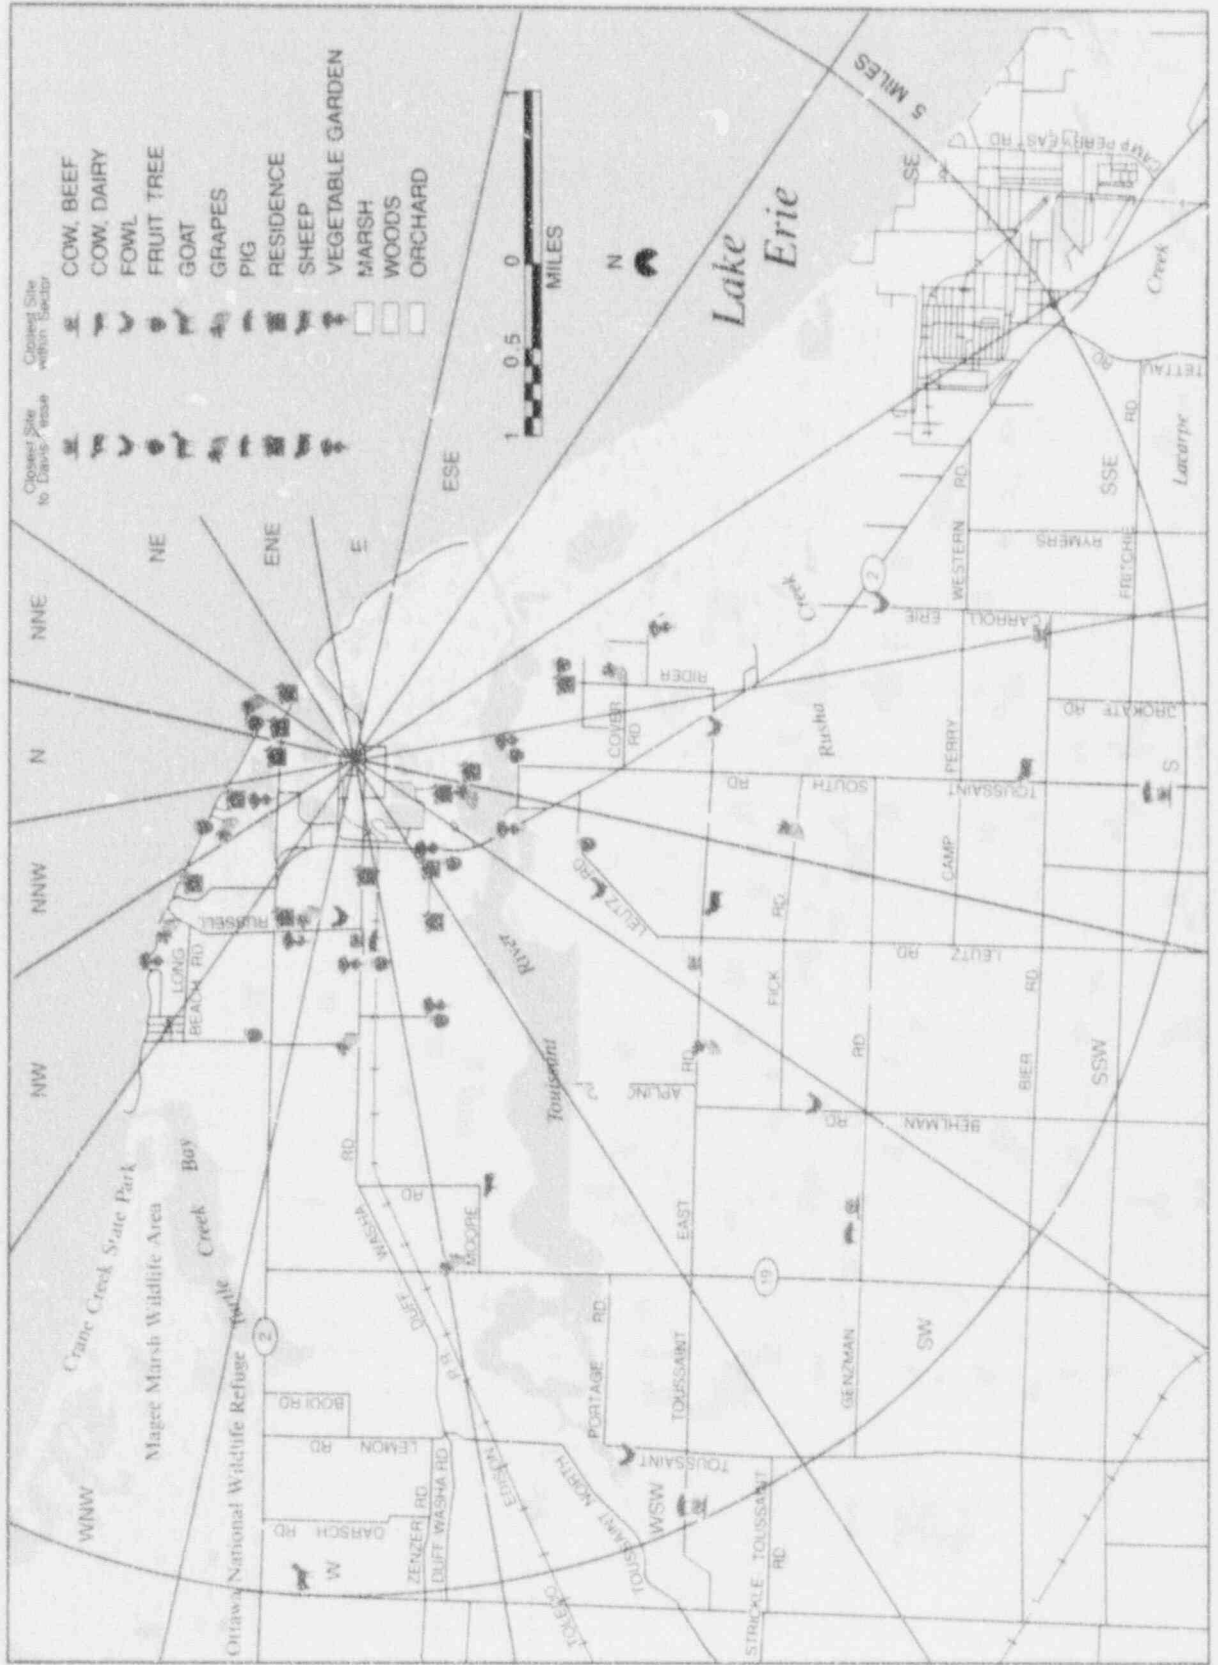 Closest Site
to Davis-Besse
Closest Site
within Sector
COW, BEEF
COW, DAIRY
FOWL
FRUIT TREE
GOAT
GRAPES
PIG
RESIDENCE
SHEEP
VEGETABLE GARDEN
MARSH
WOODS
ORCHARD
1
0.5
0
1
MILES
N
Lake
Erie
5 MILES
NW
NNW
N
NNE
NE
ENE
E
ESE
SE
SSE
S
SSW
SW
WSW
W
WNW
Crane Creek State Park
Magee Marsh Wildlife Area
Ottawa National Wildlife Refuge
Turtle
Creek
Bay
LONG
BEACH RD
RUSSELL
2
BODI RD
LEMON RD
DARSCH RD
ZENZER RD
DUFF WASHA RD
DUFF
WASHA
RD
MOORE
RD
TOLEDO
EDISON
R.R.
TOUSSAINT
NORTH
Toussaint
River
PORTAGE
RD
TOUSSAINT
EAST
RD
TOUSSAINT
STRICKLE TOUSSAINT
RD
19
GENZMAN
RD
BEHLMAN
RD
FICK
RD
LEUTZ RD
LEUTZ RD
BIER
RD
CAMP
PERRY
WESTERN
RD
TOUSSAINT
SOUTH
RD
COVER
RD
RIDER
Rusha
Creek
2
CARROLL
ERIE
RYMERS
FRITCHIE
RD
TETTAU
RD
Lacarpe
Creek
CAMP PERRY EAST RD